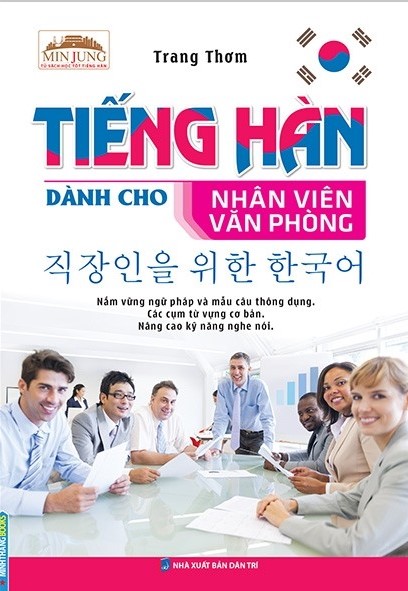 MIN JUNG
TỦ SÁCH HỌC TỐT TIẾNG HÀN
Trang Thơm
TIẾNG HÀN
DÀNH CHO
NHÂN VIÊN
VĂN PHÒNG
직장인을 위한 한국어
Nắm vững ngữ pháp và mẫu câu thông dụng.
Các cụm từ vựng cơ bản.
Nâng cao kỹ năng nghe nói.
MINHTHANGBOOKS
NHÀ XUẤT BẢN DÂN TRÍ